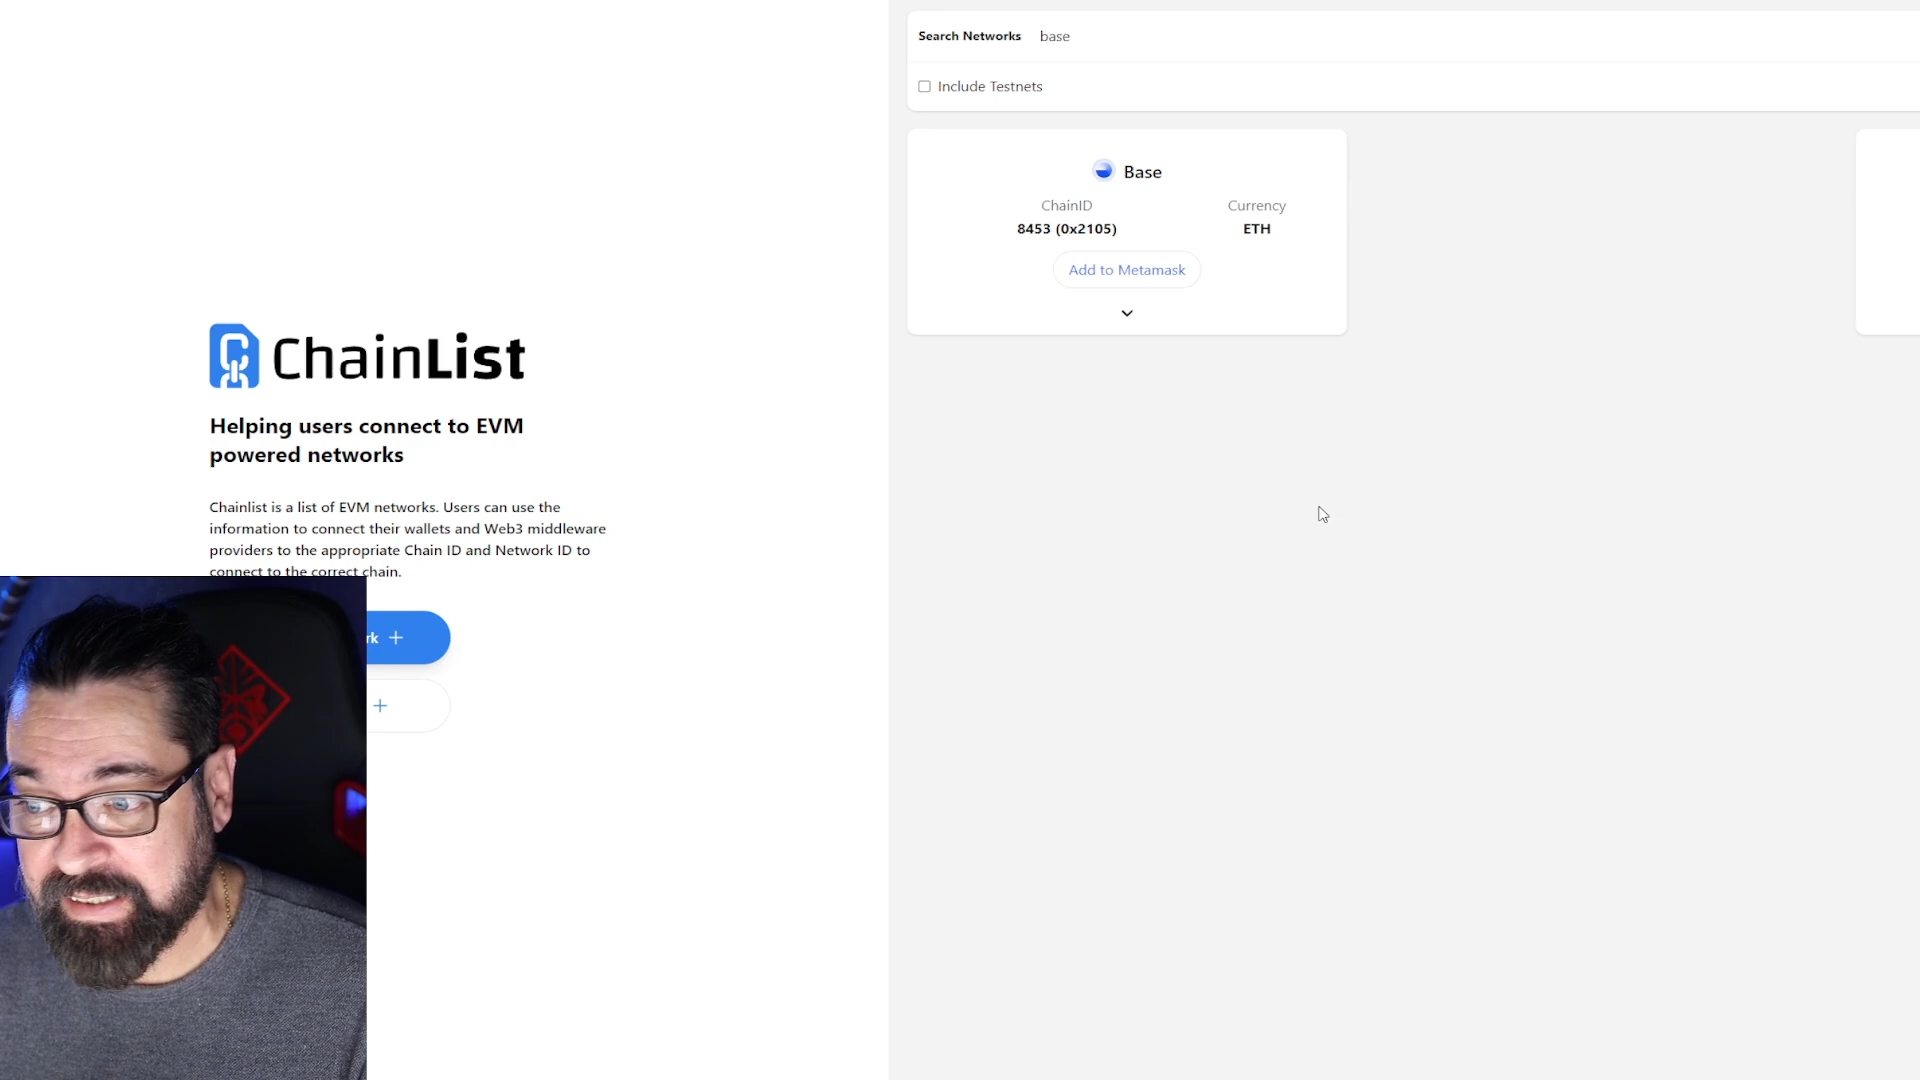 Search Networks base
Include Testnets
Base
ChainID
Currency
8453 (0x2105)
ETH
Add to Metamask
ChainList
Helping users connect to EVM
powered networks
Chainlist is a list of EVM networks. Users can use the
information to connect their wallets and Web3 middleware
providers to the appropriate Chain ID and Network ID to
connect to the correct chain.
rk +
+